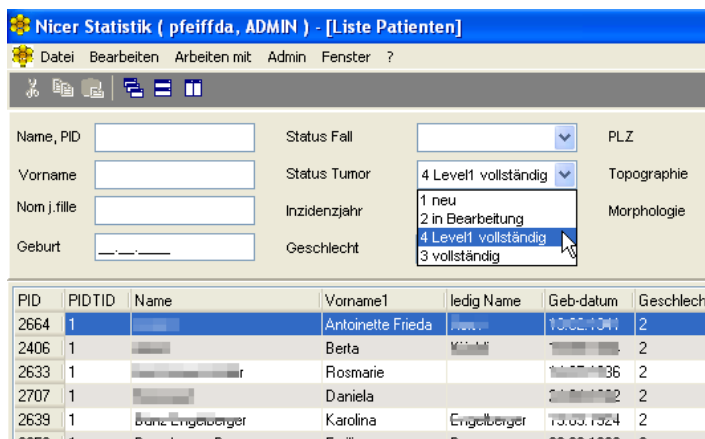 Nicer Statistik ( pfeiffda, ADMIN ) - [Liste Patienten]
Datei Bearbeiten Arbeiten mit Admin Fenster ?
Name, PID Status Fall PLZ
Vorname Status Tumor 4 Level1 vollständig Topographie
Nom j.fille Inzidenzjahr Morphologie
1 neu
2 in Bearbeitung
4 Level1 vollständig
3 vollständig
Geburt __.__.____ Geschlecht
PID PIDTID Name Vorname1 ledig Name Geb-datum Geschlech
2664 1 Antoinette Frieda 2
2406 1 Berta 2
2633 1 Rosmarie 2
2707 1 Daniela 2
2639 1 Karolina 2